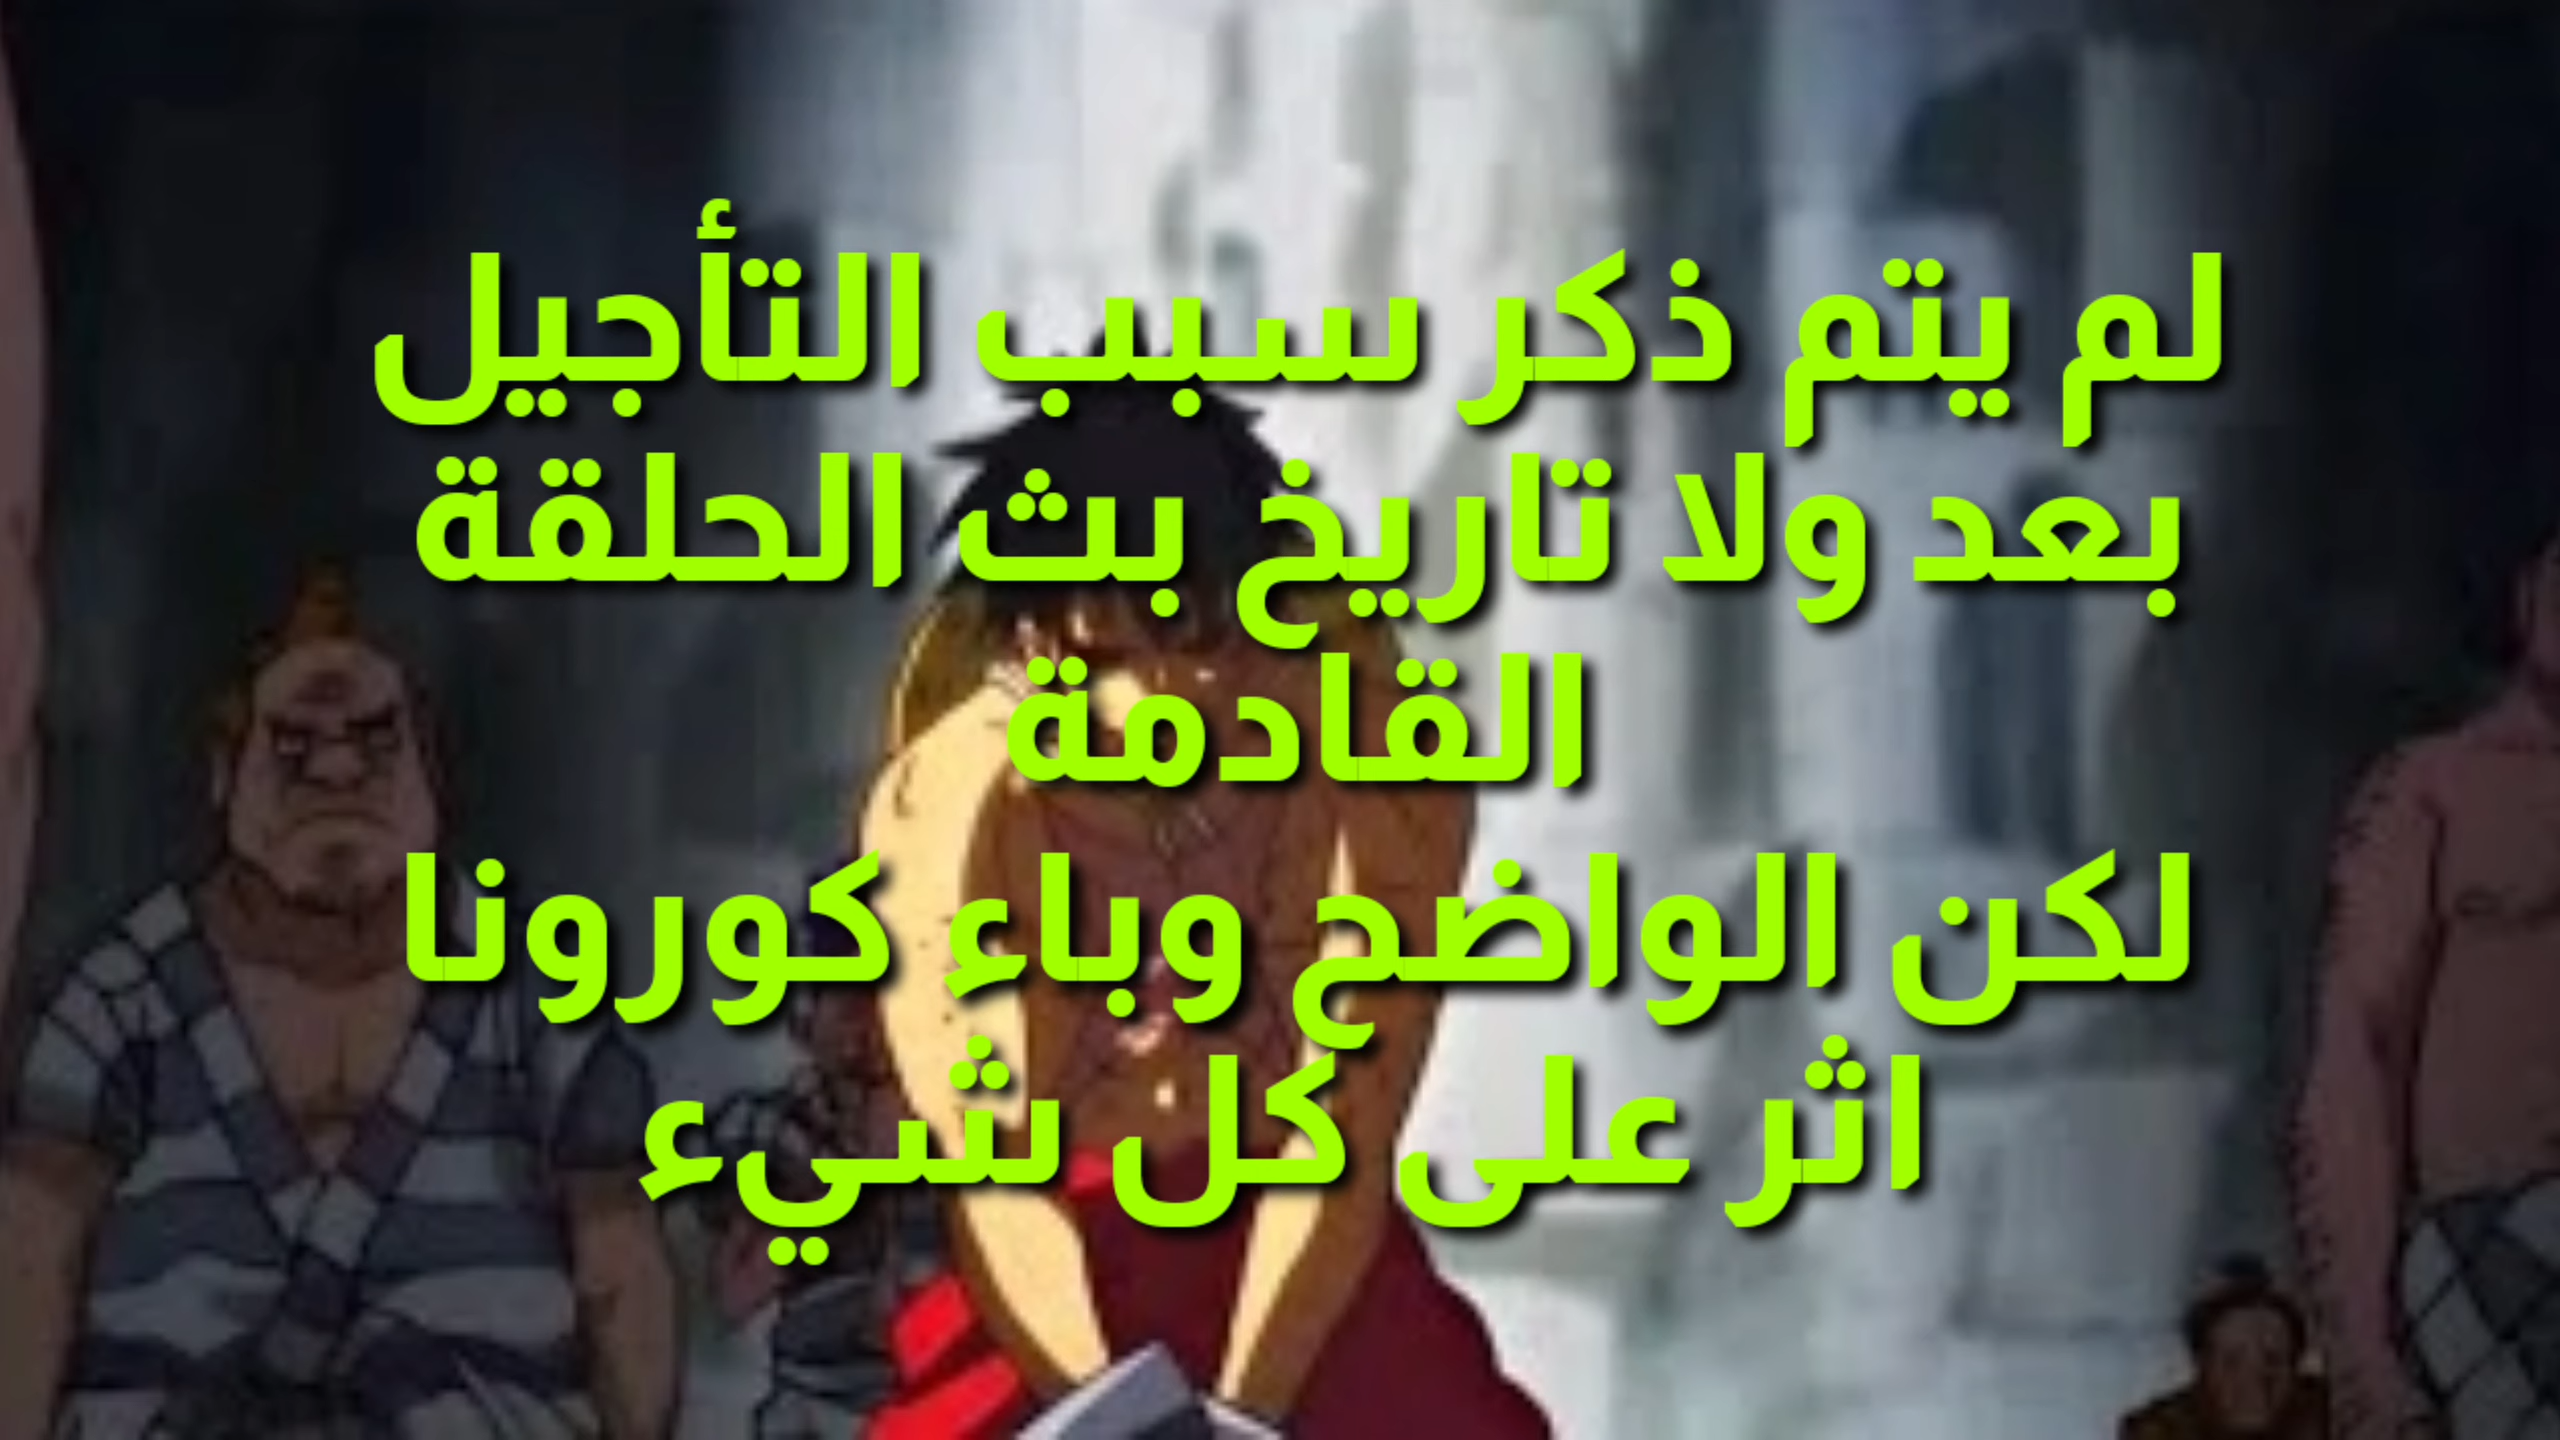 لم يتم ذكر سبب التأجيل
بعد ولا تاريخ بث الحلقة
القادمة
لكن الواضح وباء كورونا
اثر على كل شيء